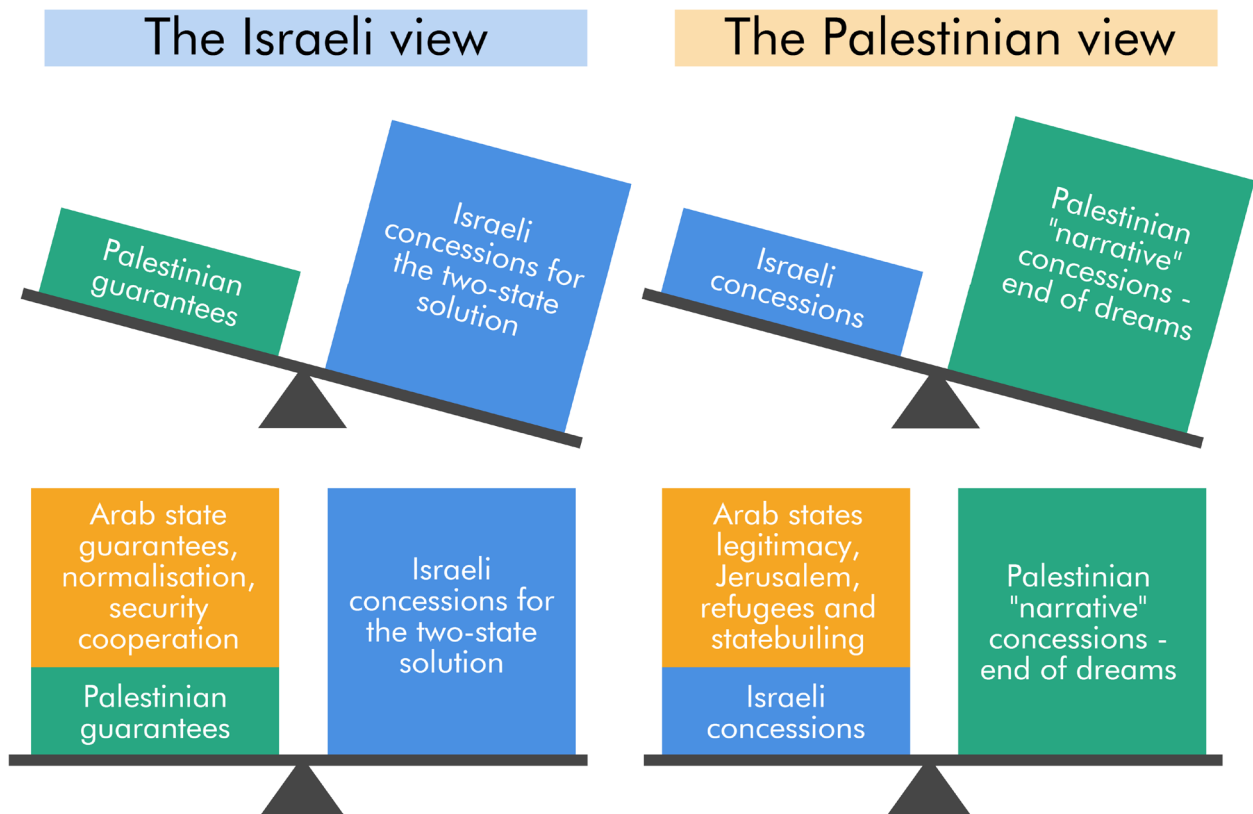 The Israeli view
The Palestinian view
Palestinian
guarantees
Israeli
concessions for
the two-state
solution
Israeli
concessions
Palestinian
"narrative"
concessions -
end of dreams
Arab state
guarantees,
normalisation,
security
cooperation
Palestinian
guarantees
Israeli
concessions for
the two-state
solution
Arab states
legitimacy,
Jerusalem,
refugees and
statebuiling
Israeli
concessions
Palestinian
"narrative"
concessions -
end of dreams